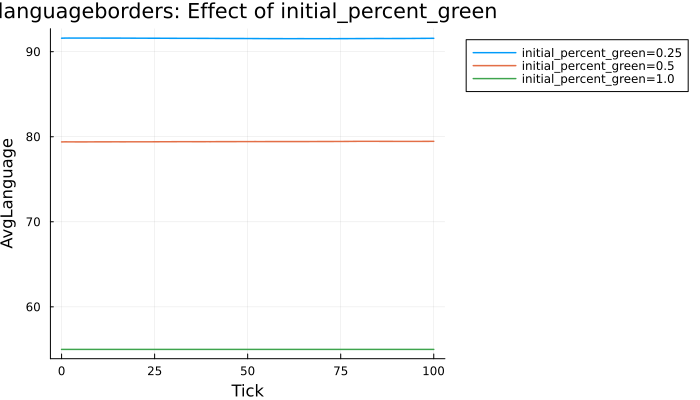 languageborders: Effect of initial_percent_green
initial_percent_green=0.25
initial_percent_green=0.5
initial_percent_green=1.0
AvgLanguage
90
80
70
60
0 25 50 75 100
Tick